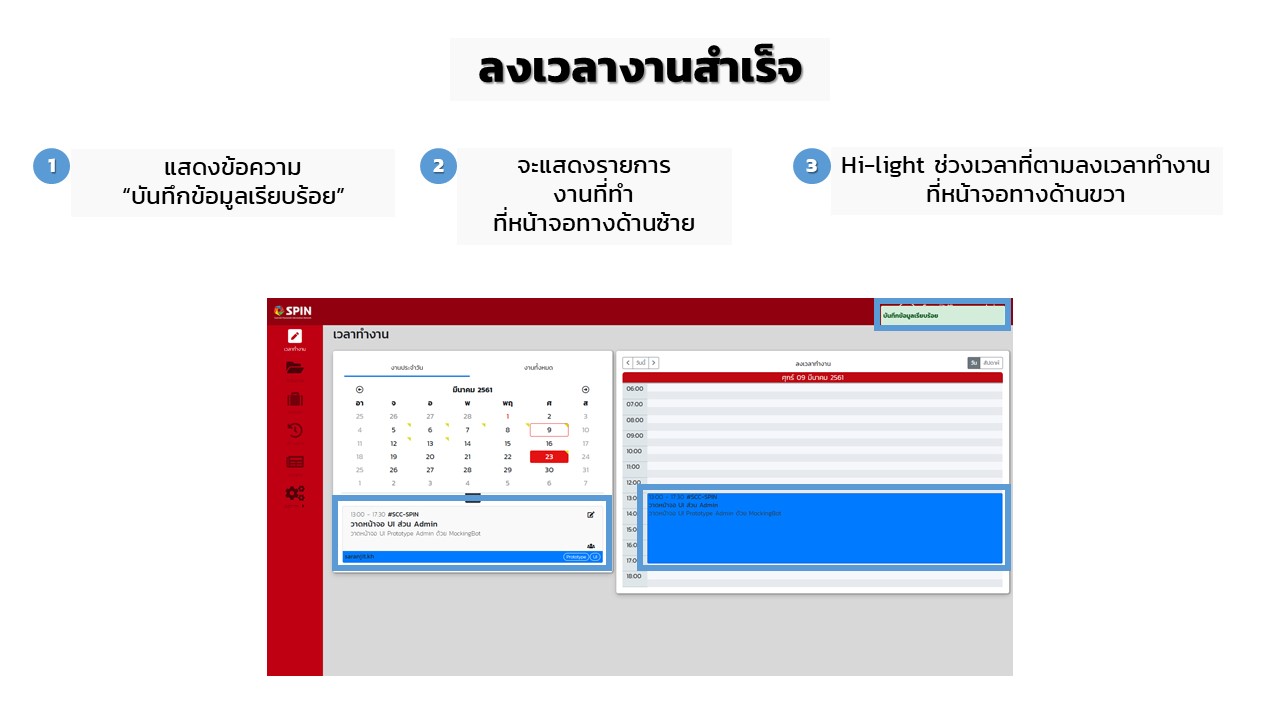 ลงเวลางานสำเร็จ
1
แสดงข้อความ
“บันทึกข้อมูลเรียบร้อย”
2
จะแสดงรายการ
งานที่ทำ
ที่หน้าจอทางด้านซ้าย
3
Hi-light ช่วงเวลาที่ตามลงเวลาทำงาน
ที่หน้าจอทางด้านขวา
SPIN
บันทึกข้อมูลเรียบร้อย
เวลาทำงาน
เวลาทำงาน
งานประจำวัน งานทั้งหมด
มีนาคม 2561
อา จ อ พ พฤ ศ ส
25 26 27 28 1 2 3
4 5 6 7 8 9 10
11 12 13 14 15 16 17
18 19 20 21 22 23 24
25 26 27 28 29 30 31
1 2 3 4 5 6 7
13:00 - 17:30 #SCC-SPIN
วาดหน้าจอ UI ส่วน Admin
วาดหน้าจอ UI Prototype Admin ด้วย MockingBot
Prototype UI
วันนี้ ลงเวลาทำงาน วัน สัปดาห์
ศุกร์ 09 มีนาคม 2561
06:00
07:00
08:00
09:00
10:00
11:00
12:00
13:0 13:00 - 17:30 #SCC-SPIN
วาดหน้าจอ UI ส่วน Admin
14:0 วาดหน้าจอ UI Prototype Admin ด้วย MockingBot
15:0
16:0
17:0
18:00